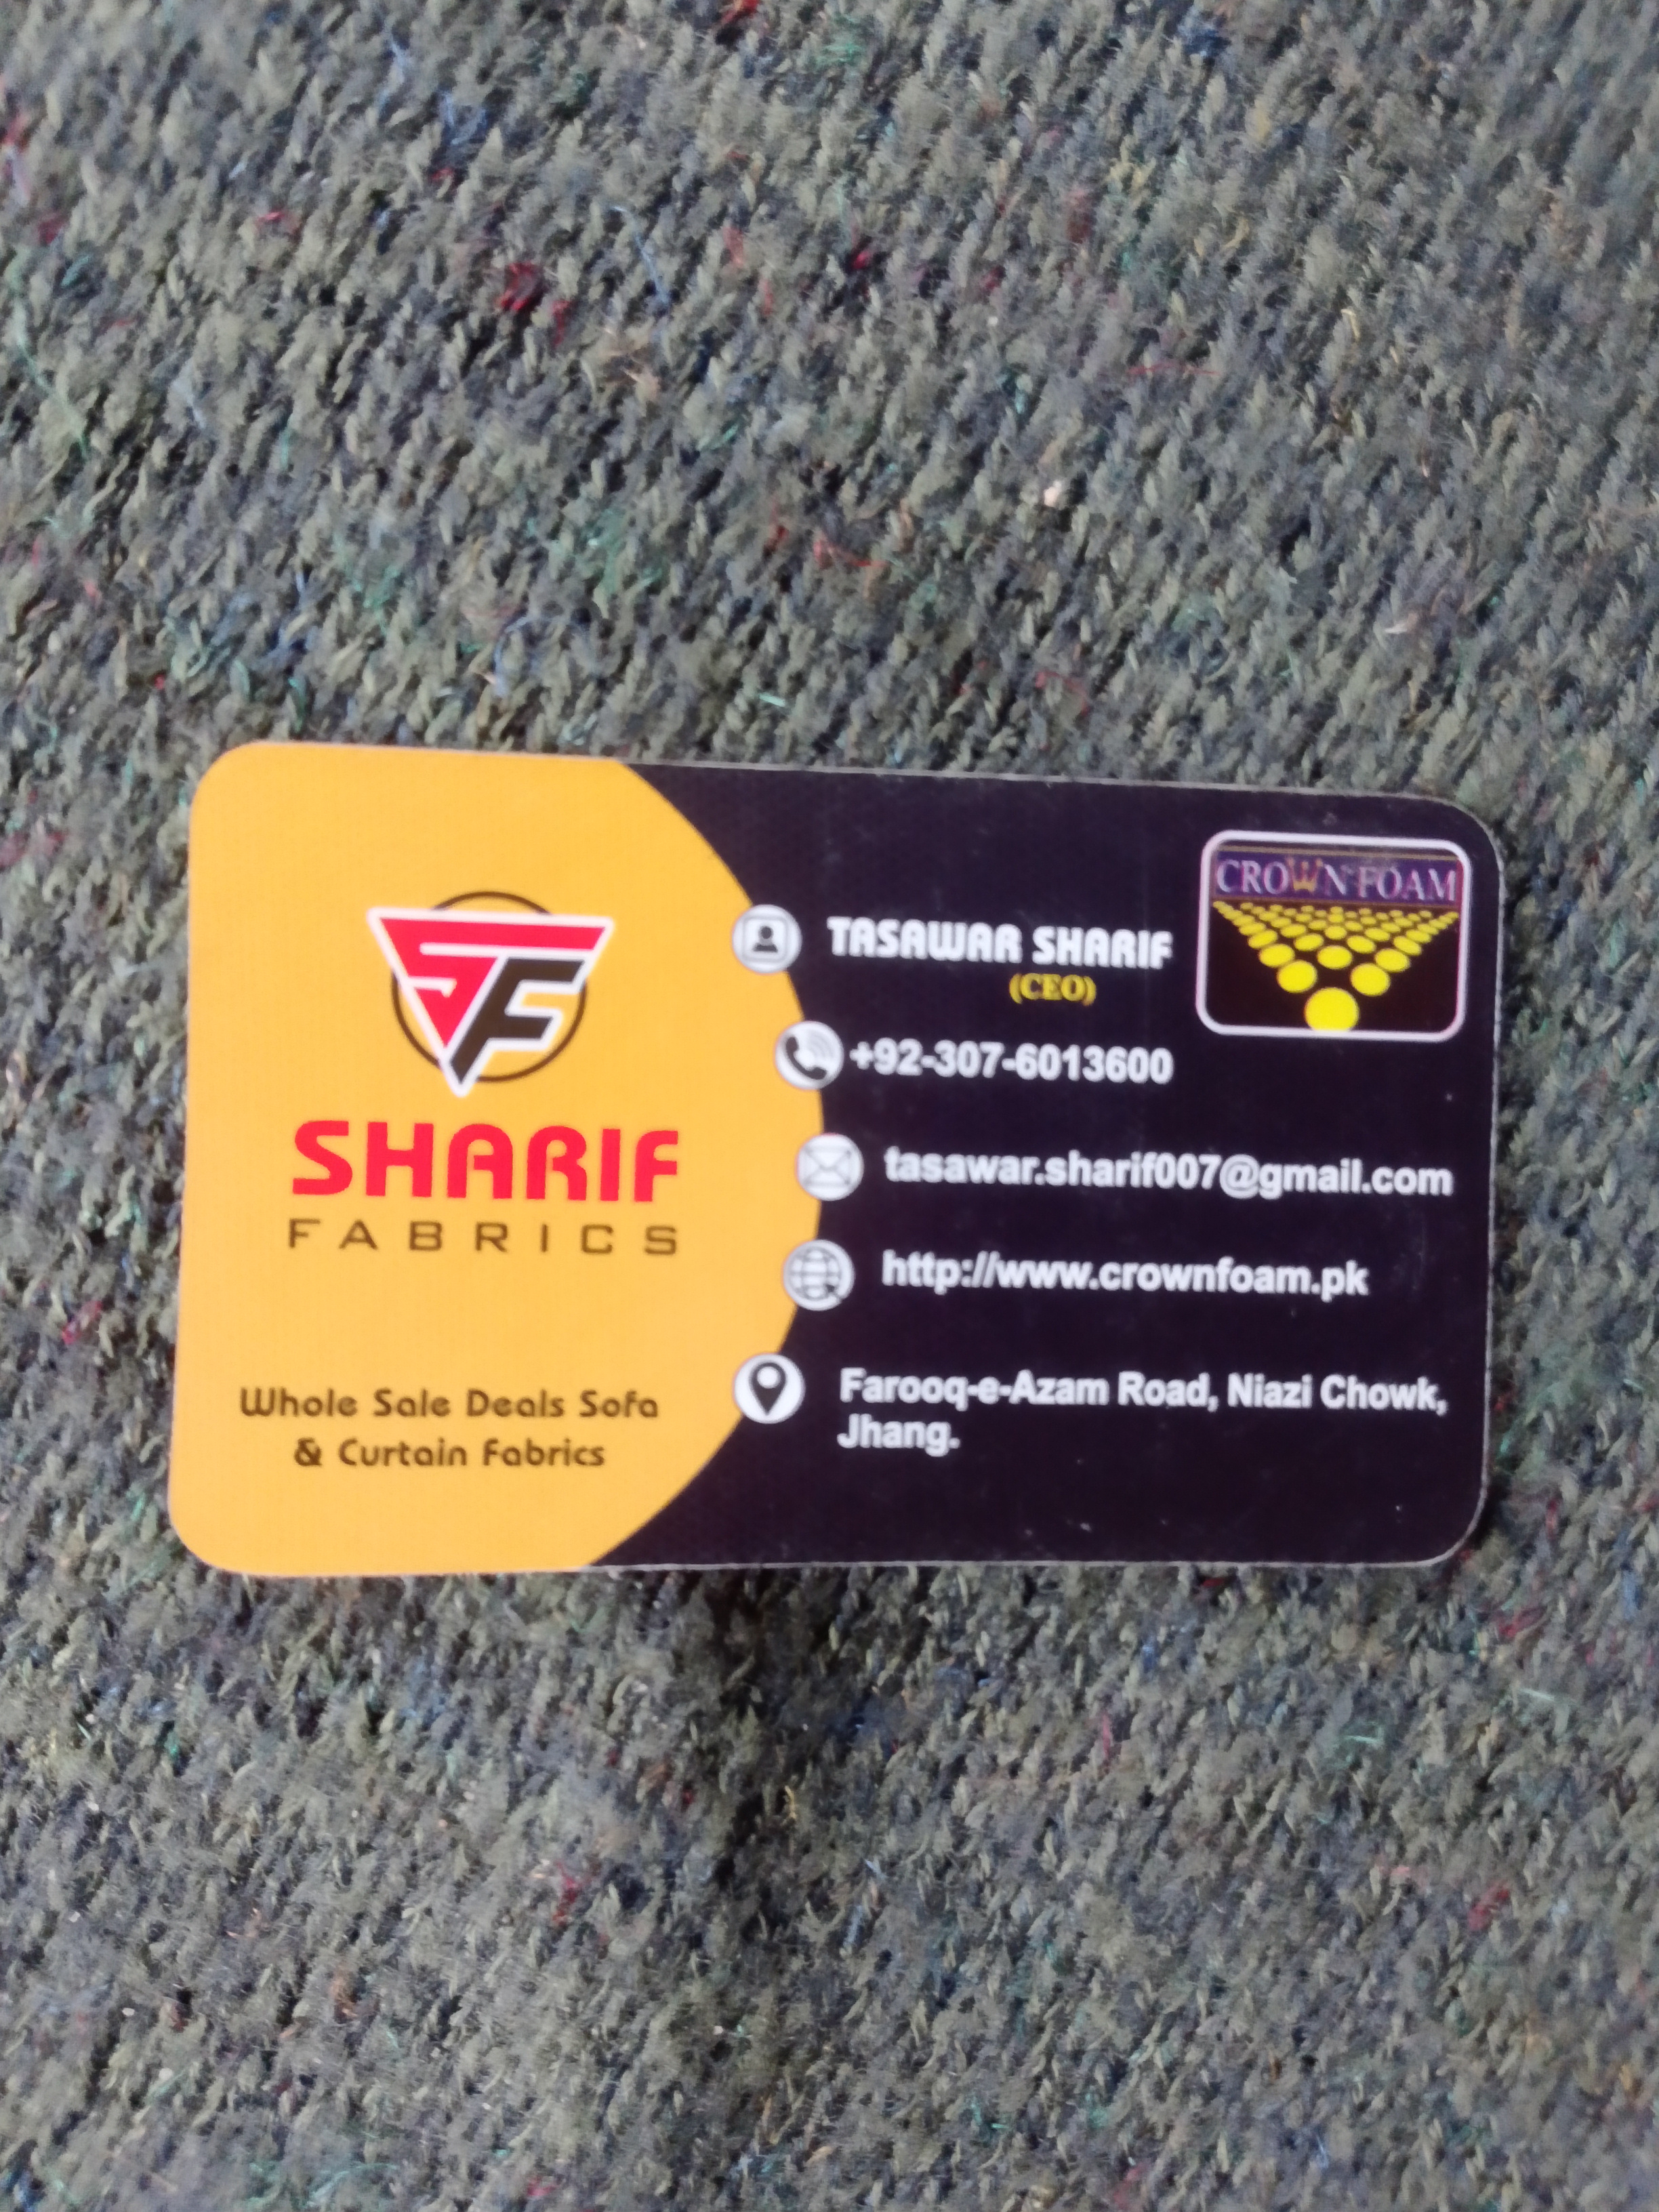 SF
SHARIF
FABRICS
Whole Sale Deals Sofa
& Curtain Fabrics
CROWN FOAM
TASAWAR SHARIF
(CEO)
+92-307-6013600
tasawar.sharif007@gmail.com
http://www.crownfoam.pk
Farooq-e-Azam Road, Niazi Chowk,
Jhang.